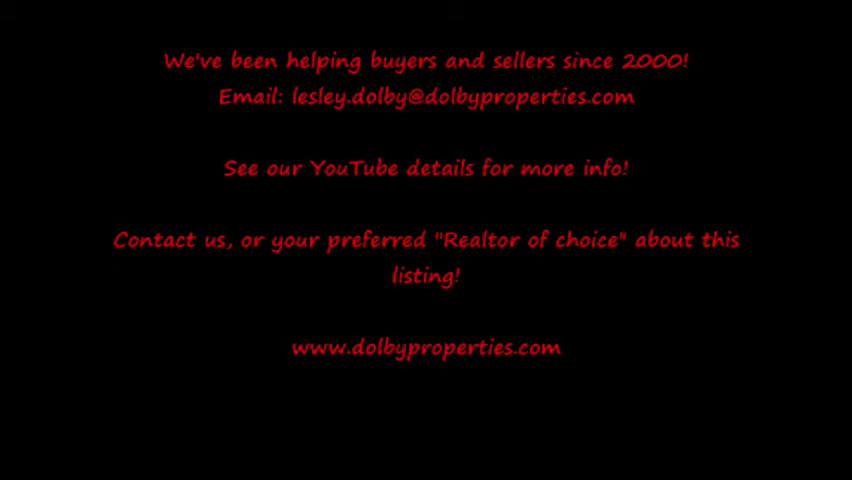 We've been helping buyers and sellers since 2000!
Email: lesley.dolby@dolbyproperties.com
See our YouTube details for more info!
Contact us, or your preferred "Realtor of choice" about this
listing!
www.dolbyproperties.com